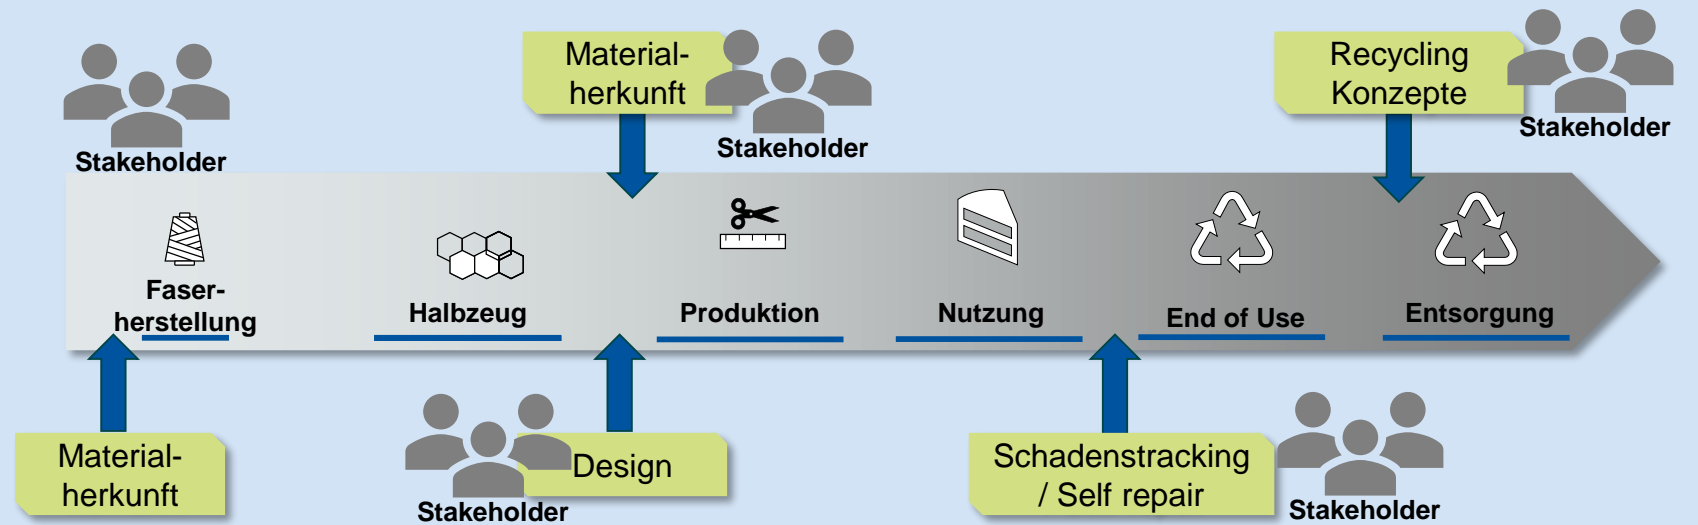 Stakeholder
Material-
herkunft
Stakeholder
Recycling
Konzepte
Stakeholder
Faser-
herstellung
Halbzeug
Produktion
Nutzung
End of Use
Entsorgung
Material-
herkunft
Stakeholder
Design
Schadenstracking
/ Self repair
Stakeholder